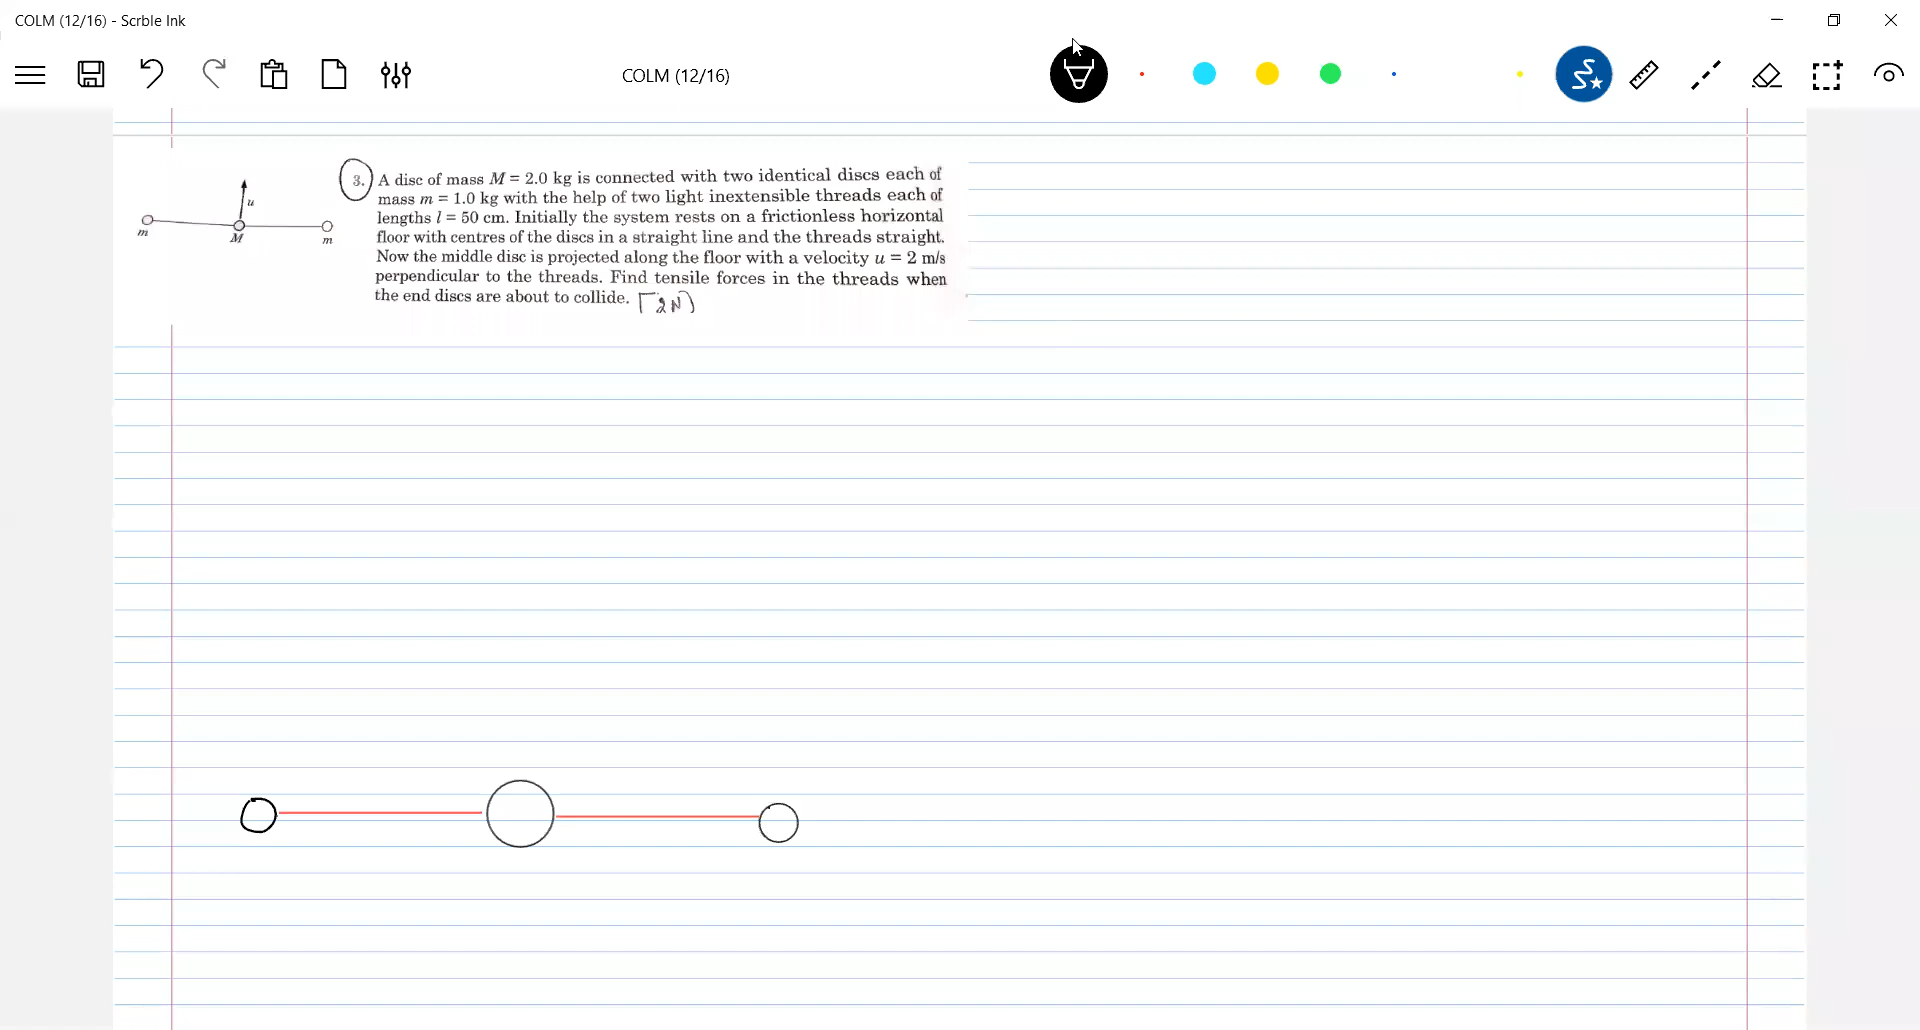 COLM (12/16) - Scrble Ink
COLM (12/16)
3. A disc of mass M = 2.0 kg is connected with two identical discs each of
mass m = 1.0 kg with the help of two light inextensible threads each of
lengths l = 50 cm. Initially the system rests on a frictionless horizontal
floor with centres of the discs in a straight line and the threads straight.
Now the middle disc is projected along the floor with a velocity u = 2 m/s
perpendicular to the threads. Find tensile forces in the threads when
the end discs are about to collide. [2N)
u
m
M
m